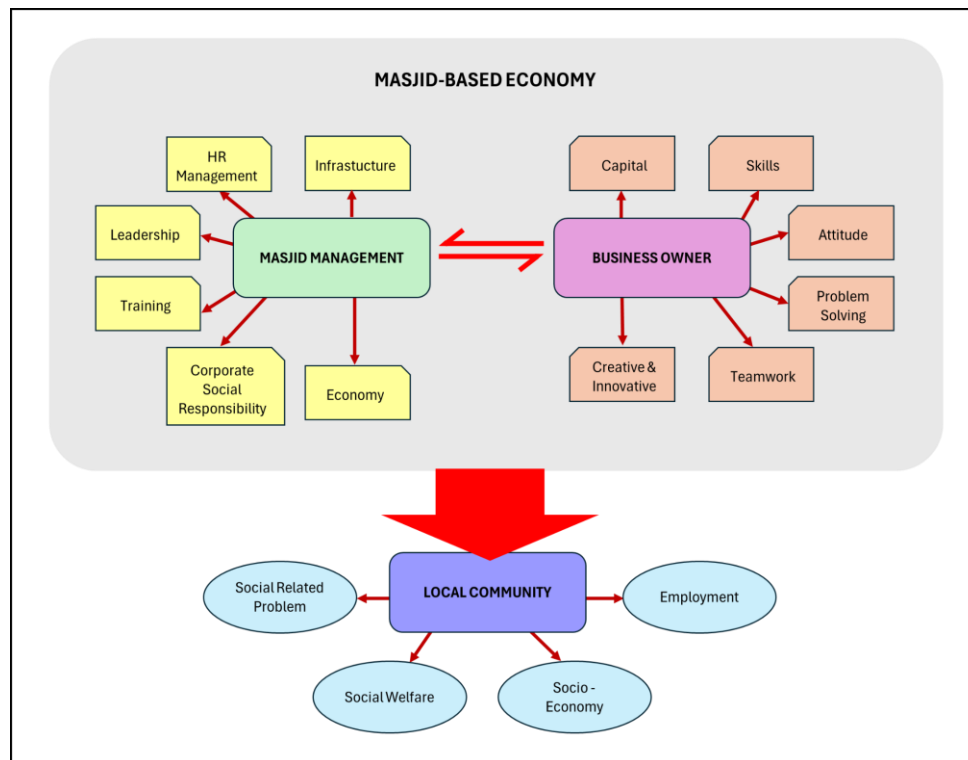 MASJID-BASED ECONOMY
HR
Management
Infrastucture
Capital
Skills
Leadership
MASJID MANAGEMENT
BUSINESS OWNER
Attitude
Training
Problem
Solving
Corporate
Social
Responsibility
Economy
Creative &
Innovative
Teamwork
Social Related
Problem
LOCAL COMMUNITY
Employment
Social Welfare
Socio -
Economy